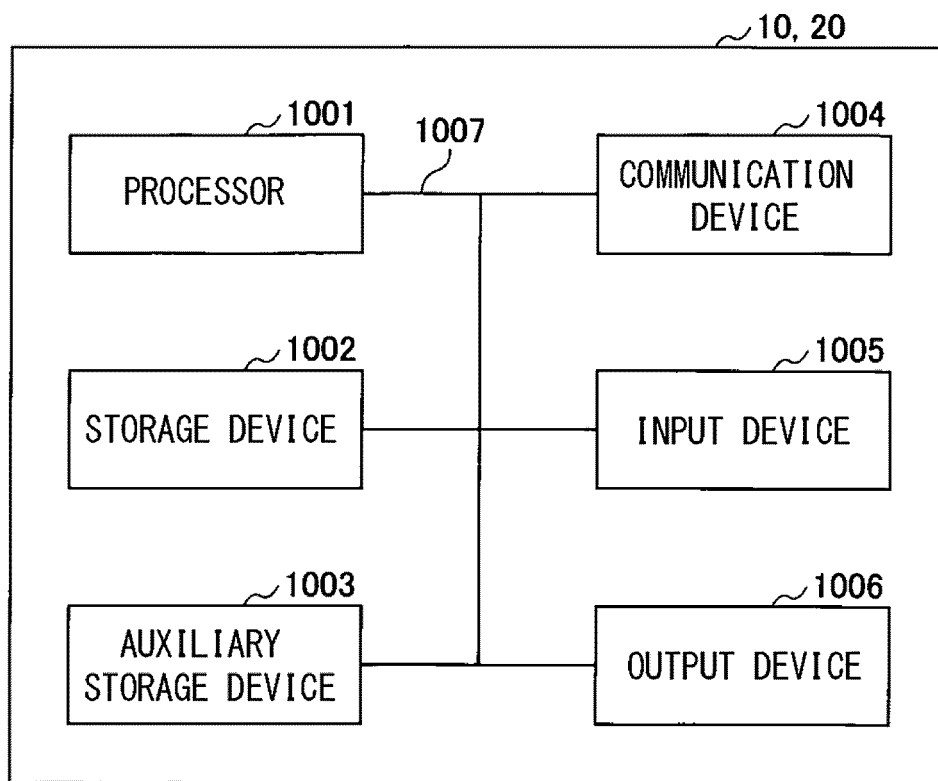 10, 20
1001
PROCESSOR
1007
1004
COMMUNICATION
DEVICE
1002
STORAGE DEVICE
1005
INPUT DEVICE
1003
AUXILIARY
STORAGE DEVICE
1006
OUTPUT DEVICE